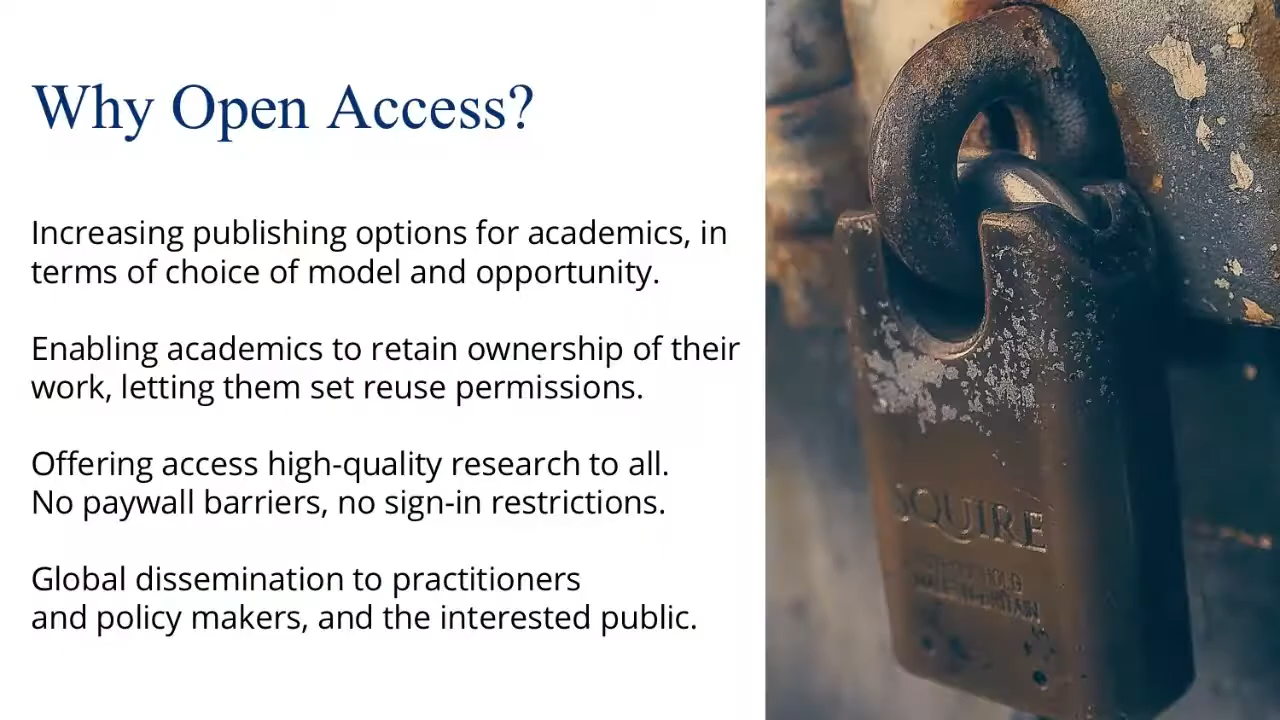 Why Open Access?
Increasing publishing options for academics, in
terms of choice of model and opportunity.
Enabling academics to retain ownership of their
work, letting them set reuse permissions.
Offering access high-quality research to all.
No paywall barriers, no sign-in restrictions.
Global dissemination to practitioners
and policy makers, and the interested public.
SQUIRE